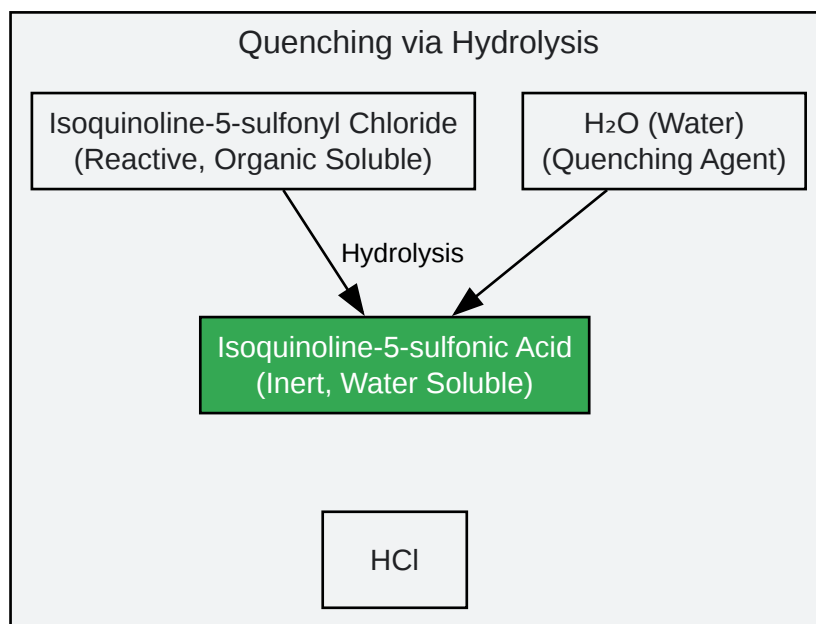 Quenching via Hydrolysis
Isoquinoline-5-sulfonyl Chloride
(Reactive, Organic Soluble)
H₂O (Water)
(Quenching Agent)
Hydrolysis
Isoquinoline-5-sulfonic Acid
(Inert, Water Soluble)
HCl